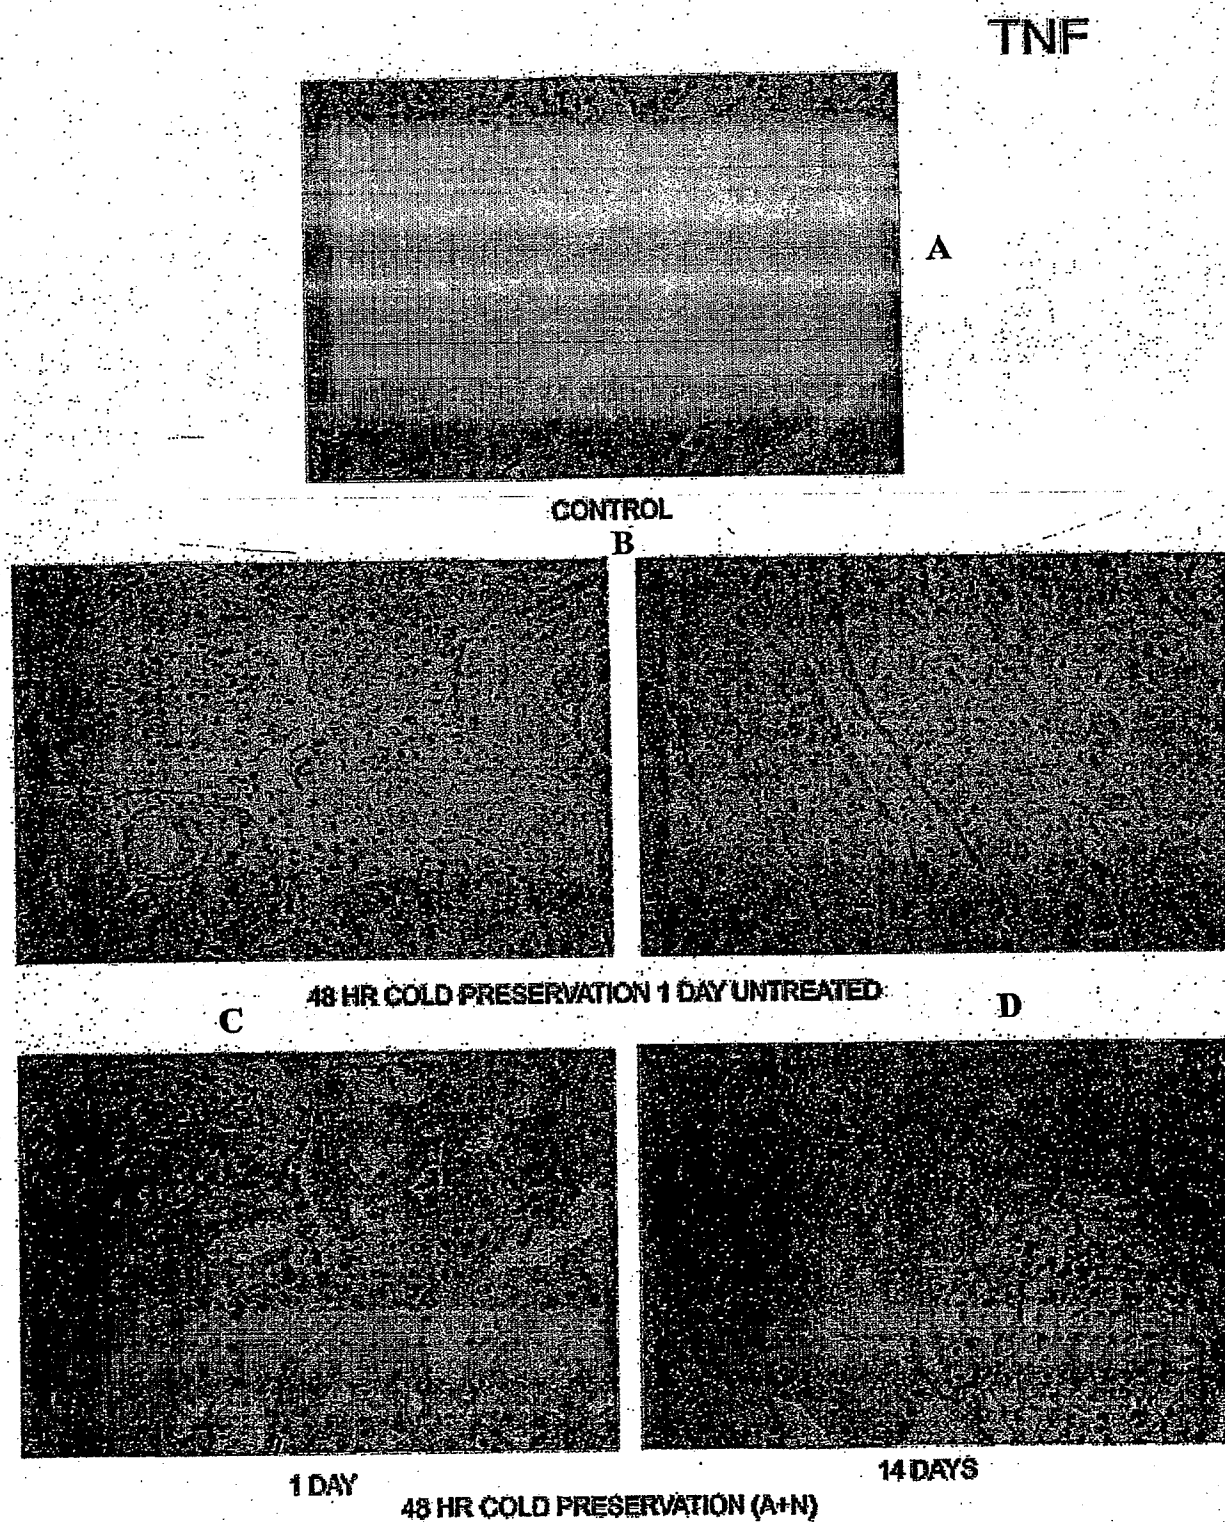 TNF
A
CONTROL
B
48 HR COLD PRESERVATION 1 DAY UNTREATED
C D
1 DAY 14 DAYS
48 HR COLD PRESERVATION (A+N)